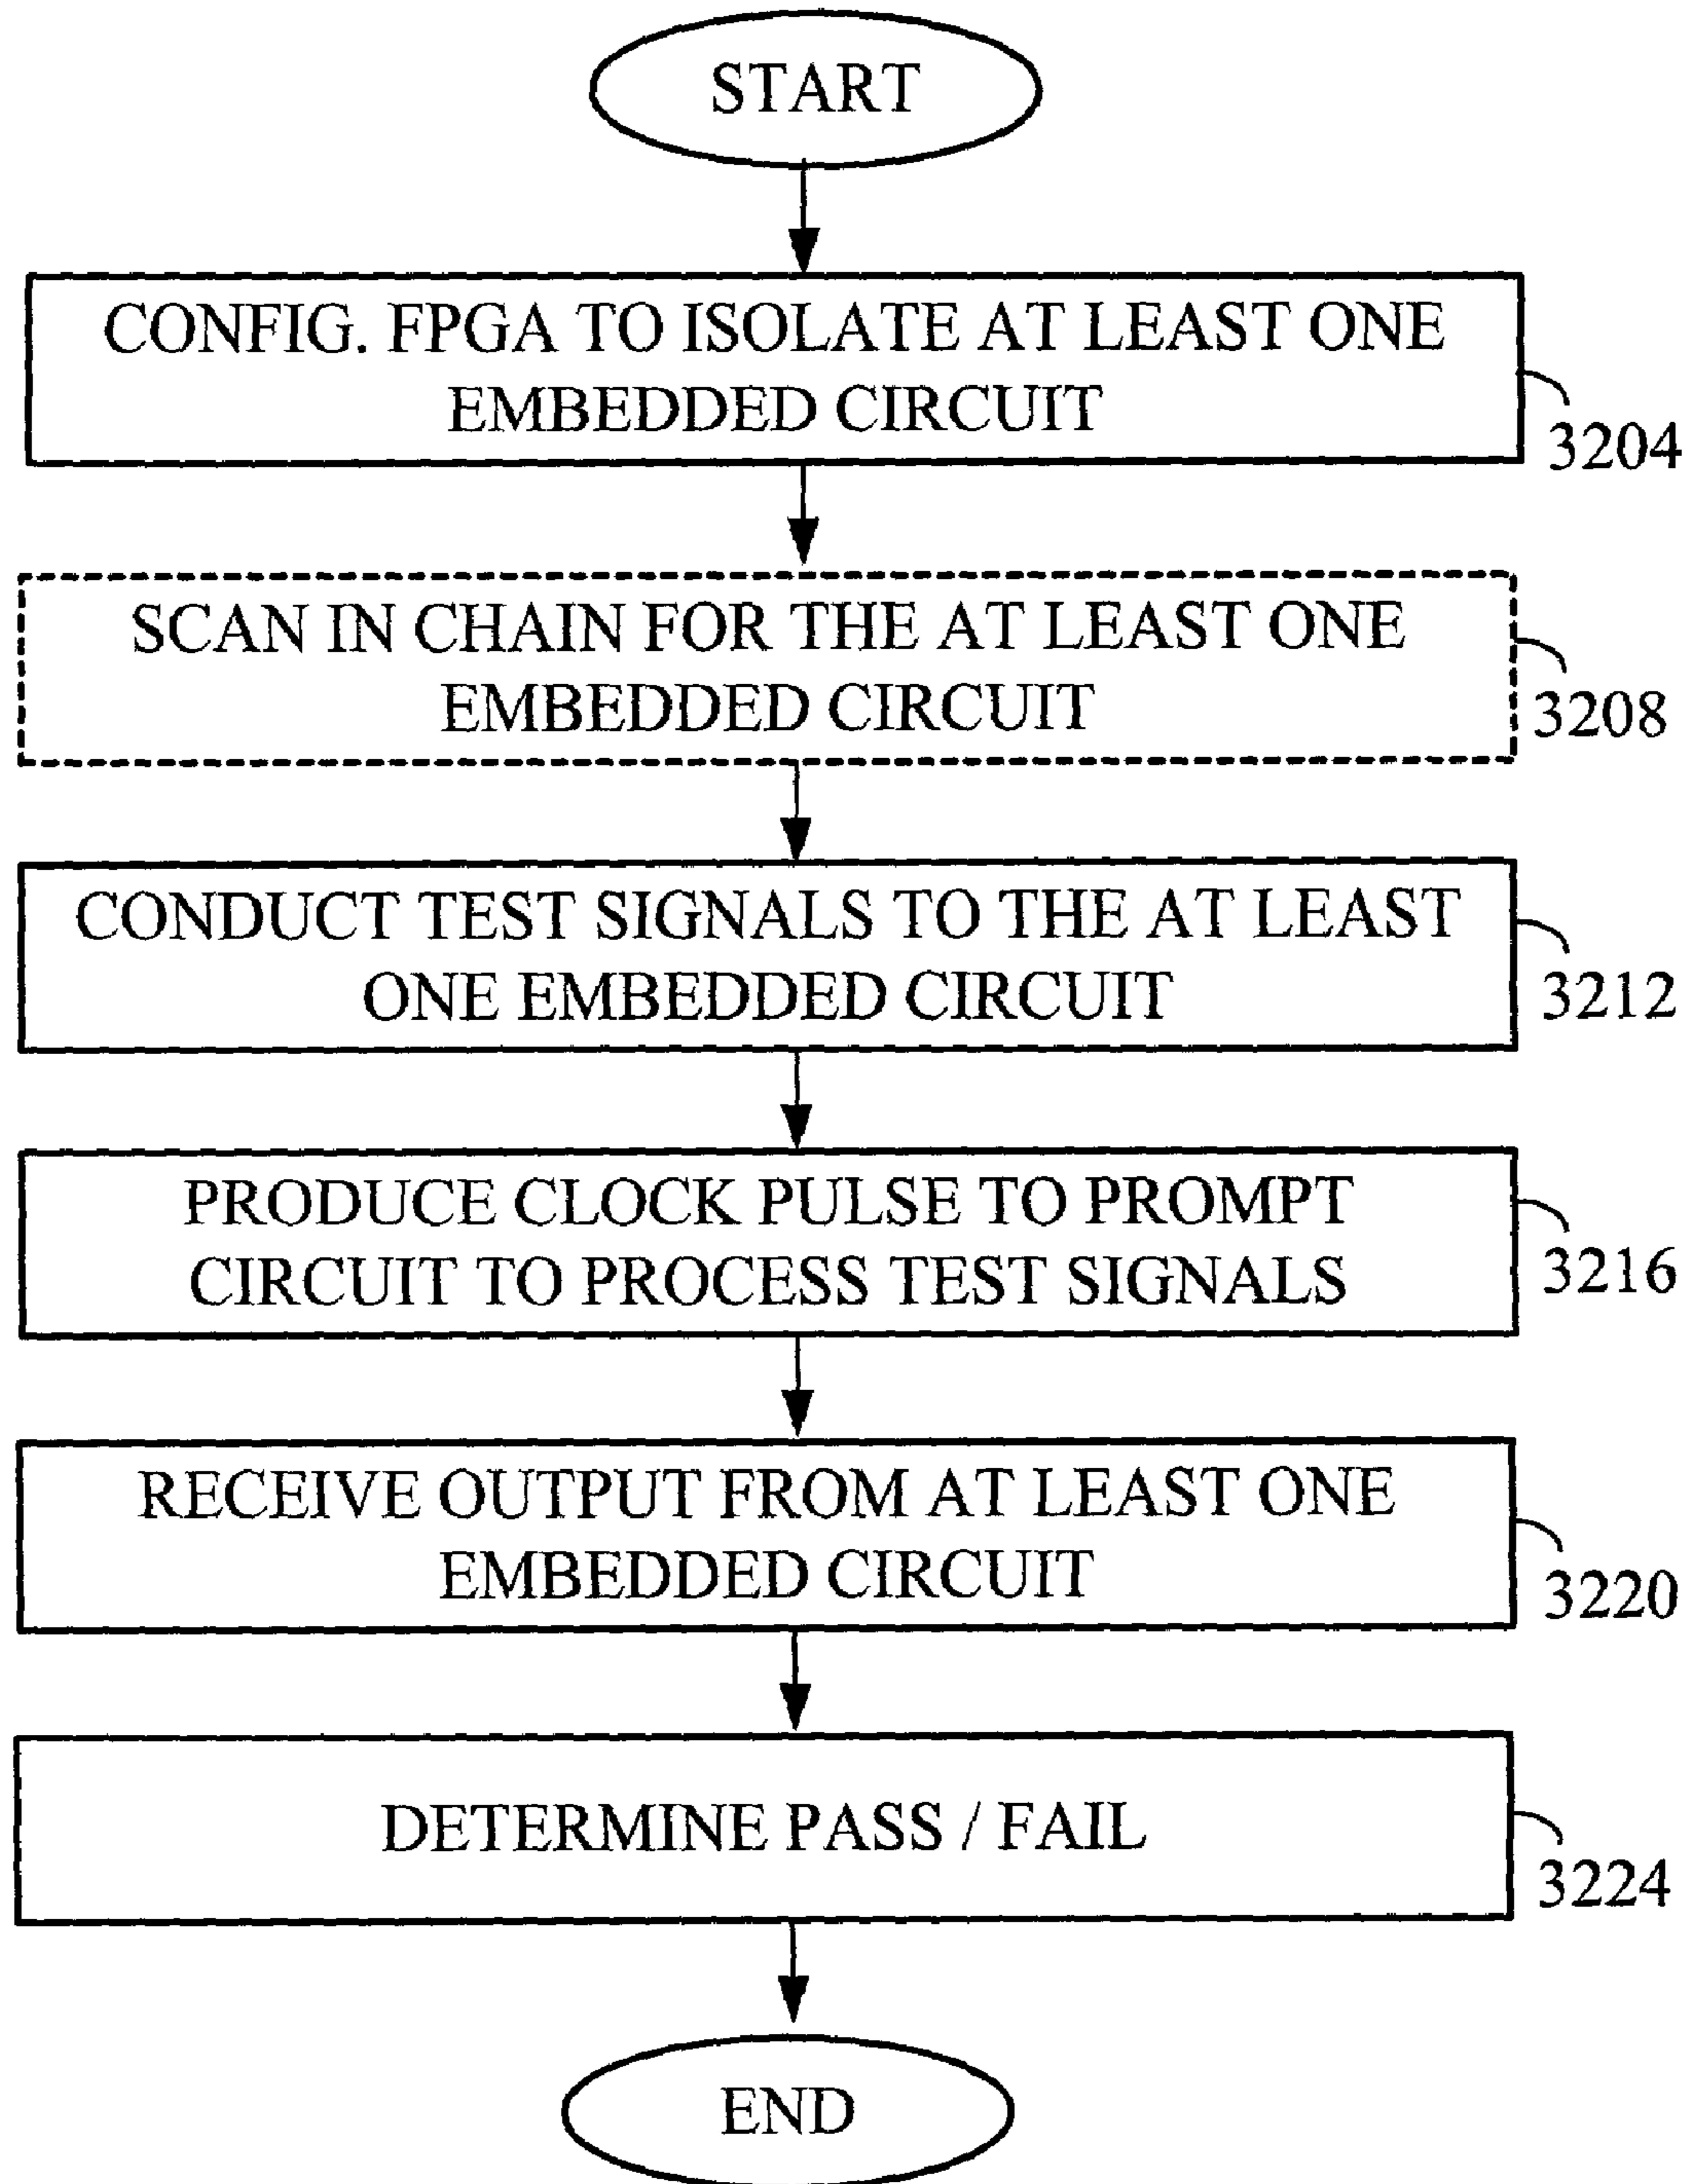 START
CONFIG. FPGA TO ISOLATE AT LEAST ONE
EMBEDDED CIRCUIT
3204
SCAN IN CHAIN FOR THE AT LEAST ONE
EMBEDDED CIRCUIT
3208
CONDUCT TEST SIGNALS TO THE AT LEAST
ONE EMBEDDED CIRCUIT
3212
PRODUCE CLOCK PULSE TO PROMPT
CIRCUIT TO PROCESS TEST SIGNALS
3216
RECEIVE OUTPUT FROM AT LEAST ONE
EMBEDDED CIRCUIT
3220
DETERMINE PASS / FAIL
3224
END